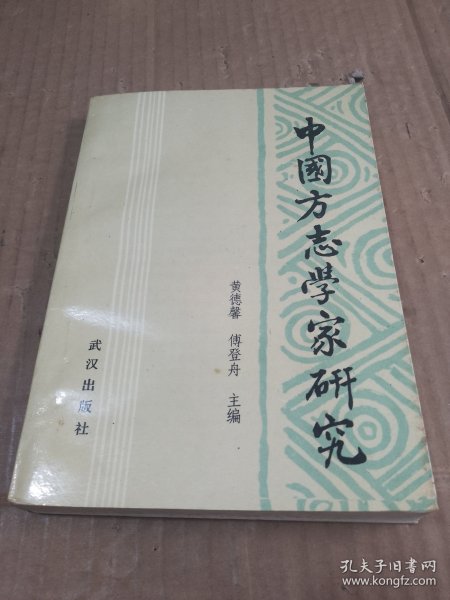 中國方志學家研究
黄德馨 傅登舟 主编
武汉出版社
孔夫子旧书网
www.kongfz.com